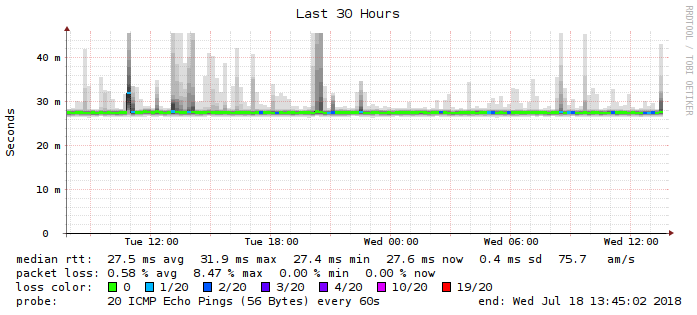 Last 30 Hours
RRDTOOL / TOBI OETIKER
Seconds
40 m
30 m
20 m
10 m
0
Tue 12:00 Tue 18:00 Wed 00:00 Wed 06:00 Wed 12:00
median rtt: 27.5 ms avg 31.9 ms max 27.4 ms min 27.6 ms now 0.4 ms sd 75.7 am/s
packet loss: 0.58 % avg 8.47 % max 0.00 % min 0.00 % now
loss color: 0 1/20 2/20 3/20 4/20 10/20 19/20
probe: 20 ICMP Echo Pings (56 Bytes) every 60s end: Wed Jul 18 13:45:02 2018